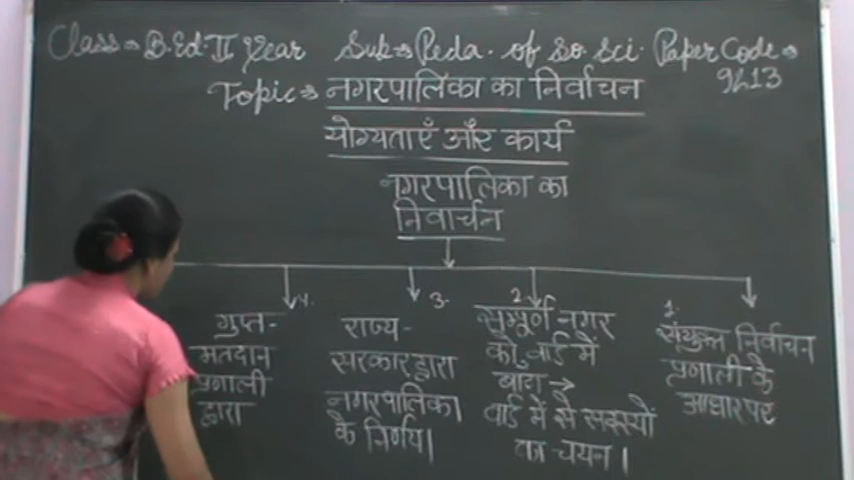 Class⇒ B.Ed. II Year Sub⇒ Peda. of So. Sci. Paper Code⇒
9213
Topic⇒ नगरपालिका का निर्वाचन
योग्यताएँ और कार्य
नगरपालिका का
निवार्चन
4.
गुप्त-
मतदान
प्रणाली
द्वारा
3.
राज्य-
सरकार द्वारा
नगरपालिका
के निर्णय।
2
सम्पूर्ण नगर
को वार्ड में
बाटा →
वार्ड में से सदस्यों
का चयन।
1.
संयुक्त निर्वाचन
प्रणाली के
आधार पर